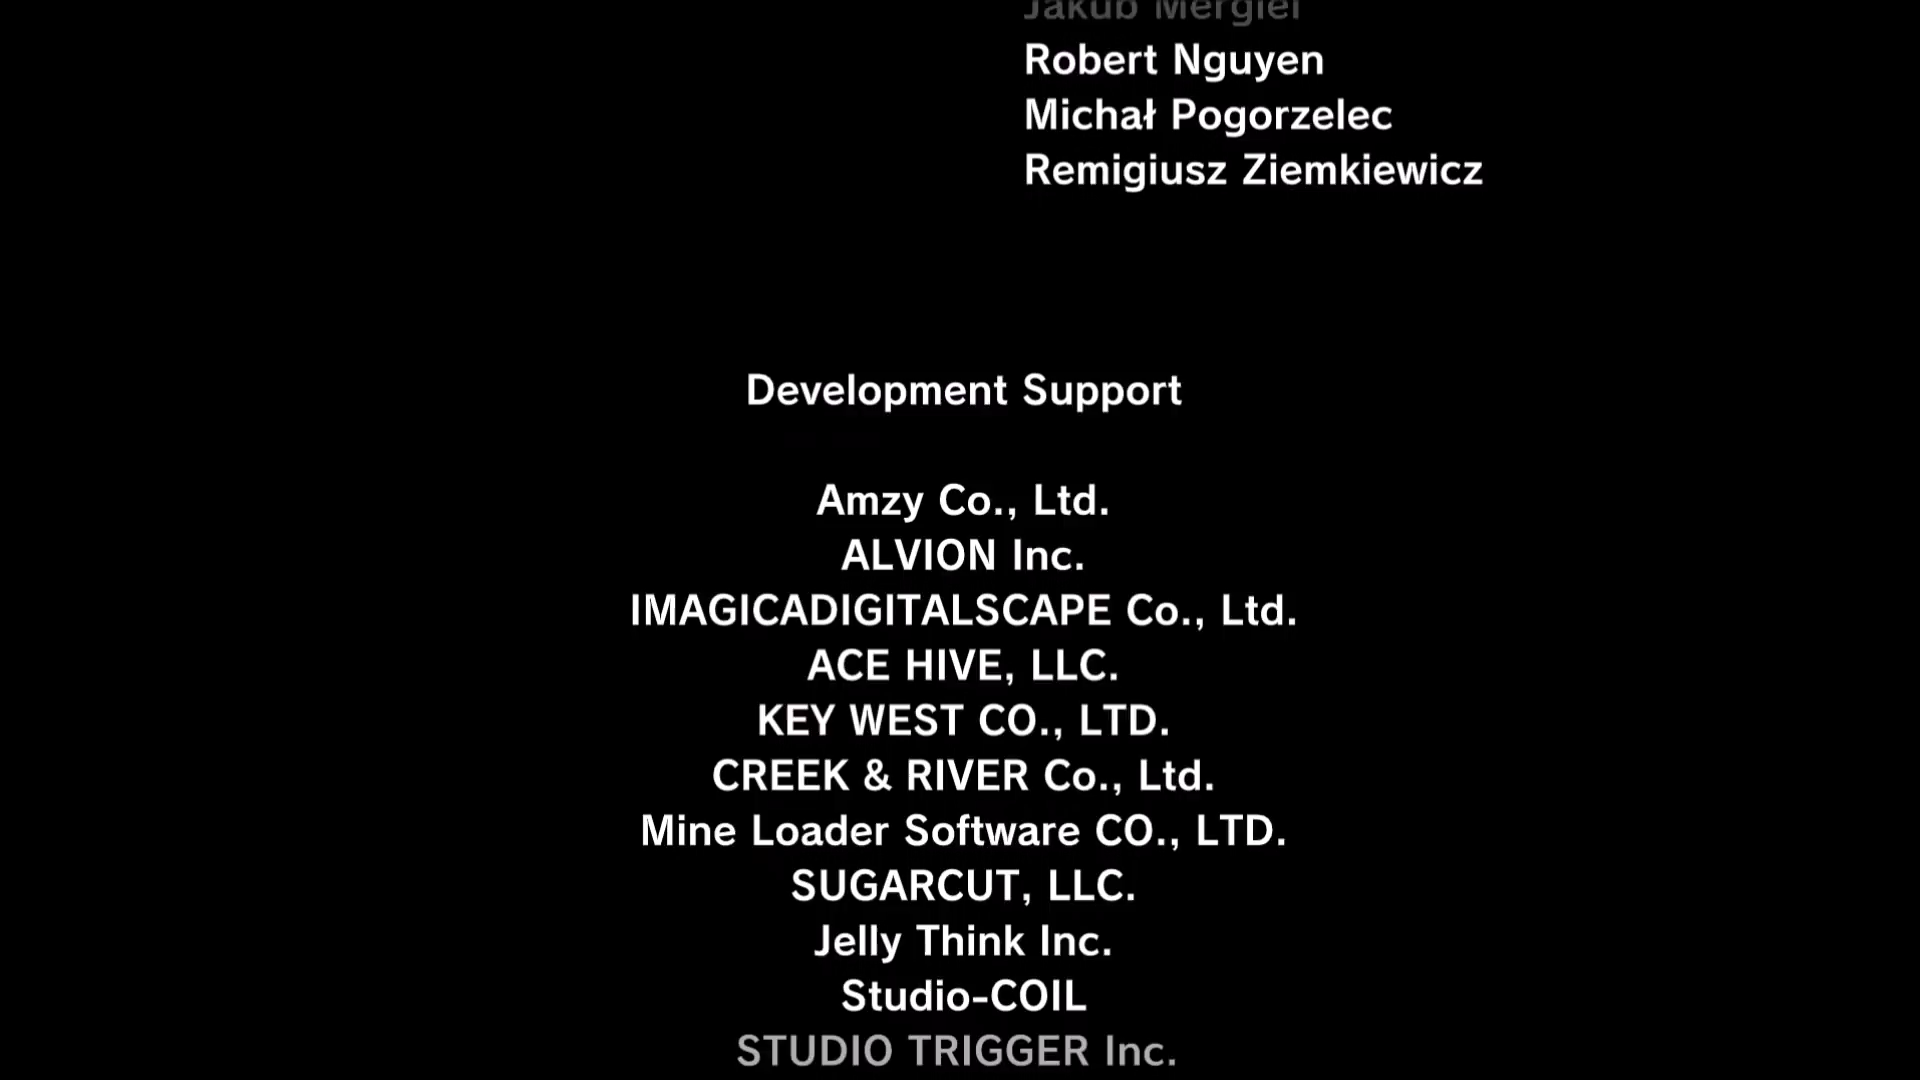 Jakub Mergiel
Robert Nguyen
Michał Pogorzelec
Remigiusz Ziemkiewicz
Development Support
Amzy Co., Ltd.
ALVION Inc.
IMAGICADIGITALSCAPE Co., Ltd.
ACE HIVE, LLC.
KEY WEST CO., LTD.
CREEK & RIVER Co., Ltd.
Mine Loader Software CO., LTD.
SUGARCUT, LLC.
Jelly Think Inc.
Studio-COIL
STUDIO TRIGGER Inc.